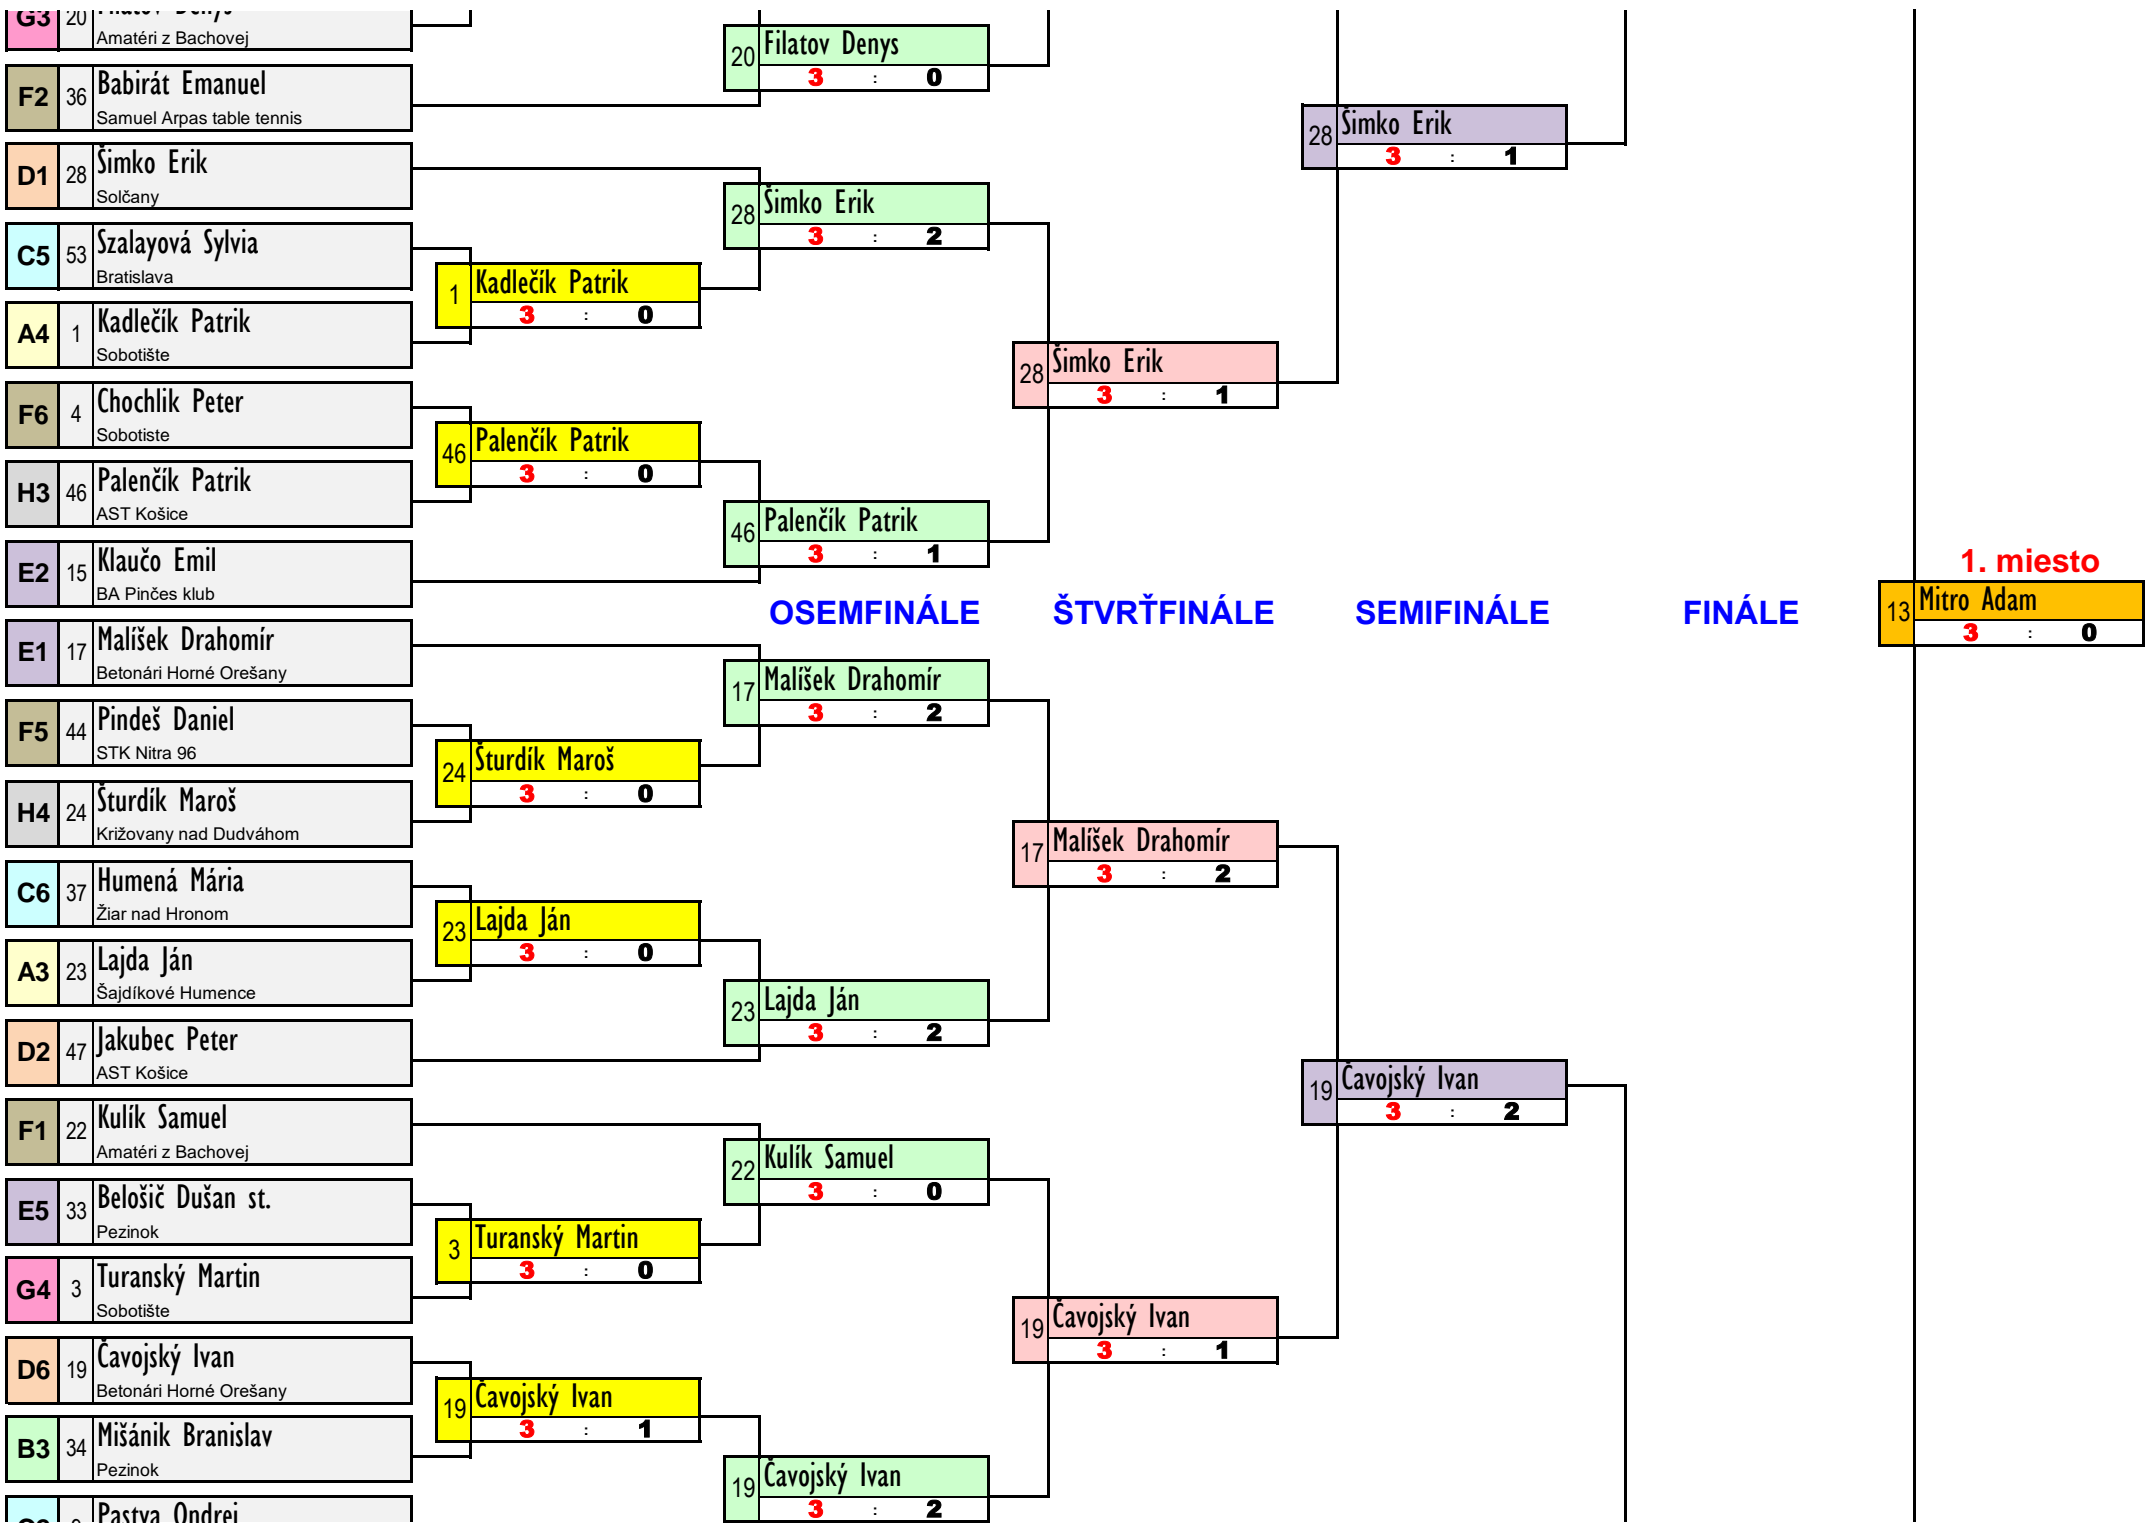 G3 20 Filatov Denys
Amatéri z Bachovej
20 Filatov Denys
3 : 0
F2 36 Babirát Emanuel
Samuel Arpas table tennis
28 Šimko Erik
3 : 1
D1 28 Šimko Erik
Solčany
28 Šimko Erik
3 : 2
C5 53 Szalayová Sylvia
Bratislava
1 Kadlečík Patrik
3 : 0
A4 1 Kadlečík Patrik
Sobotište
28 Šimko Erik
3 : 1
F6 4 Chochlik Peter
Sobotiste
46 Palenčík Patrik
3 : 0
H3 46 Palenčík Patrik
AST Košice
46 Palenčík Patrik
3 : 1
E2 15 Klaučo Emil
BA Pinčes klub
1. miesto
OSEMFINÁLE ŠTVRŤFINÁLE SEMIFINÁLE FINÁLE
13 Mitro Adam
3 : 0
E1 17 Malíšek Drahomír
Betonári Horné Orešany
17 Malíšek Drahomír
3 : 2
F5 44 Pindeš Daniel
STK Nitra 96
24 Šturdík Maroš
3 : 0
H4 24 Šturdík Maroš
Križovany nad Dudváhom
17 Malíšek Drahomír
3 : 2
C6 37 Humená Mária
Žiar nad Hronom
23 Lajda Ján
3 : 0
A3 23 Lajda Ján
Šajdíkové Humence
23 Lajda Ján
3 : 2
D2 47 Jakubec Peter
AST Košice
19 Čavojský Ivan
3 : 2
F1 22 Kulík Samuel
Amatéri z Bachovej
22 Kulík Samuel
3 : 0
E5 33 Belošič Dušan st.
Pezinok
3 Turanský Martin
3 : 0
G4 3 Turanský Martin
Sobotište
19 Čavojský Ivan
3 : 1
D6 19 Čavojský Ivan
Betonári Horné Orešany
19 Čavojský Ivan
3 : 1
B3 34 Mišánik Branislav
Pezinok
19 Čavojský Ivan
3 : 2
Pastva Ondrej